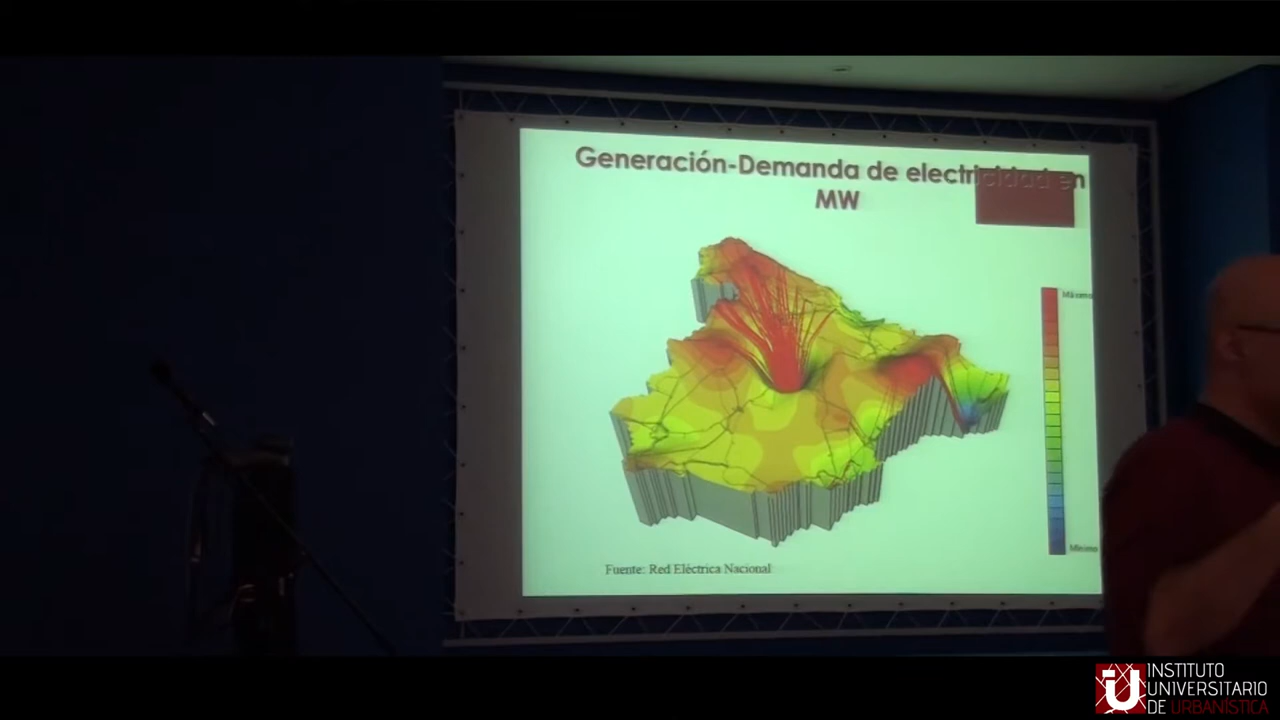 Generación-Demanda de electricidad en
MW
Máximo
Mínimo
Fuente: Red Eléctrica Nacional
INSTITUTO
UNIVERSITARIO
DE URBANÍSTICA